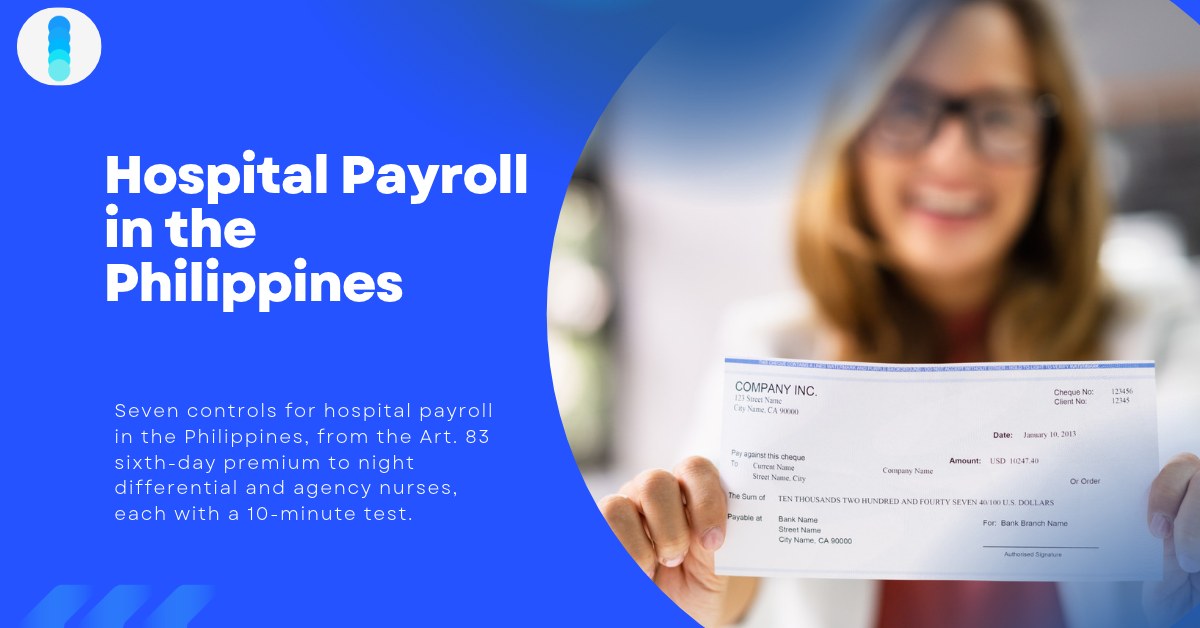 Hospital Payroll
in the
Philippines
Seven controls for hospital payroll
in the Philippines, from the Art. 83
sixth-day premium to night
differential and agency nurses,
each with a 10-minute test.
COMPANY INC.
123 Street Name
City Name, CA 90000
Cheque No: 123456
Client No: 12345
Date: January 10, 2013
Pay against this cheque
To Current Name
Street Name, City
Company Name
Amount: USD 10247.40
Or Order
The Sum of TEN THOUSANDS TWO HUNDRED AND FOURTY SEVEN 40/100 U.S. DOLLARS
Payable at Bank Name
Street Name
City Name, CA 90000
For: Bank Branch Name
Authorised Signature